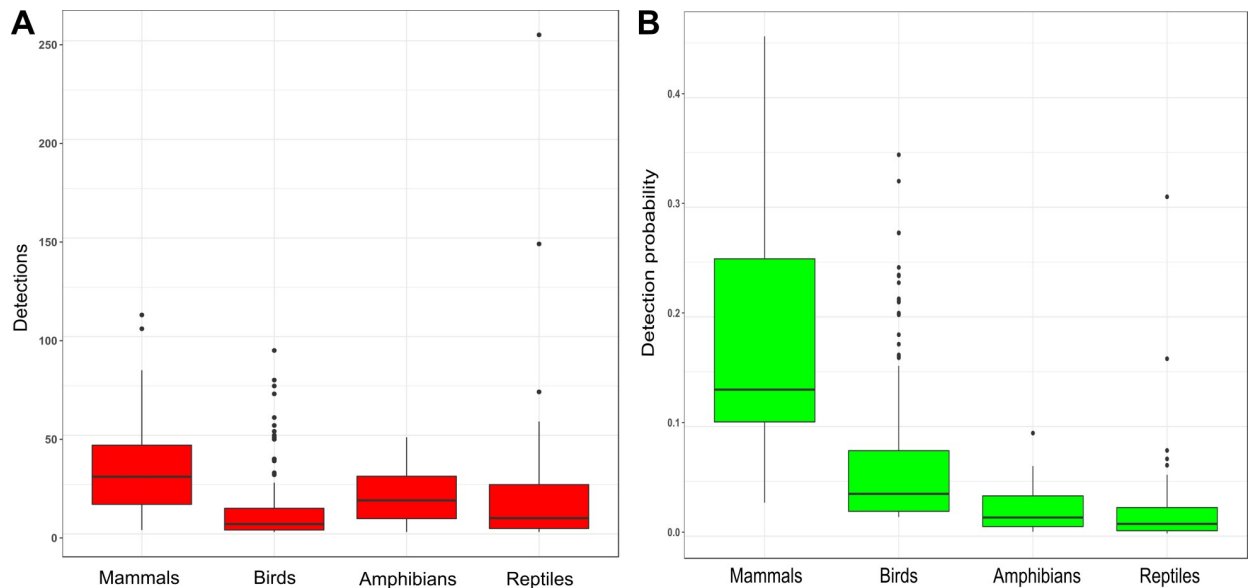 A
250
200
150
100
50
0
Detections
Mammals Birds Amphibians Reptiles
B
0.4
0.3
0.2
0.1
0.0
Detection probability
Mammals Birds Amphibians Reptiles